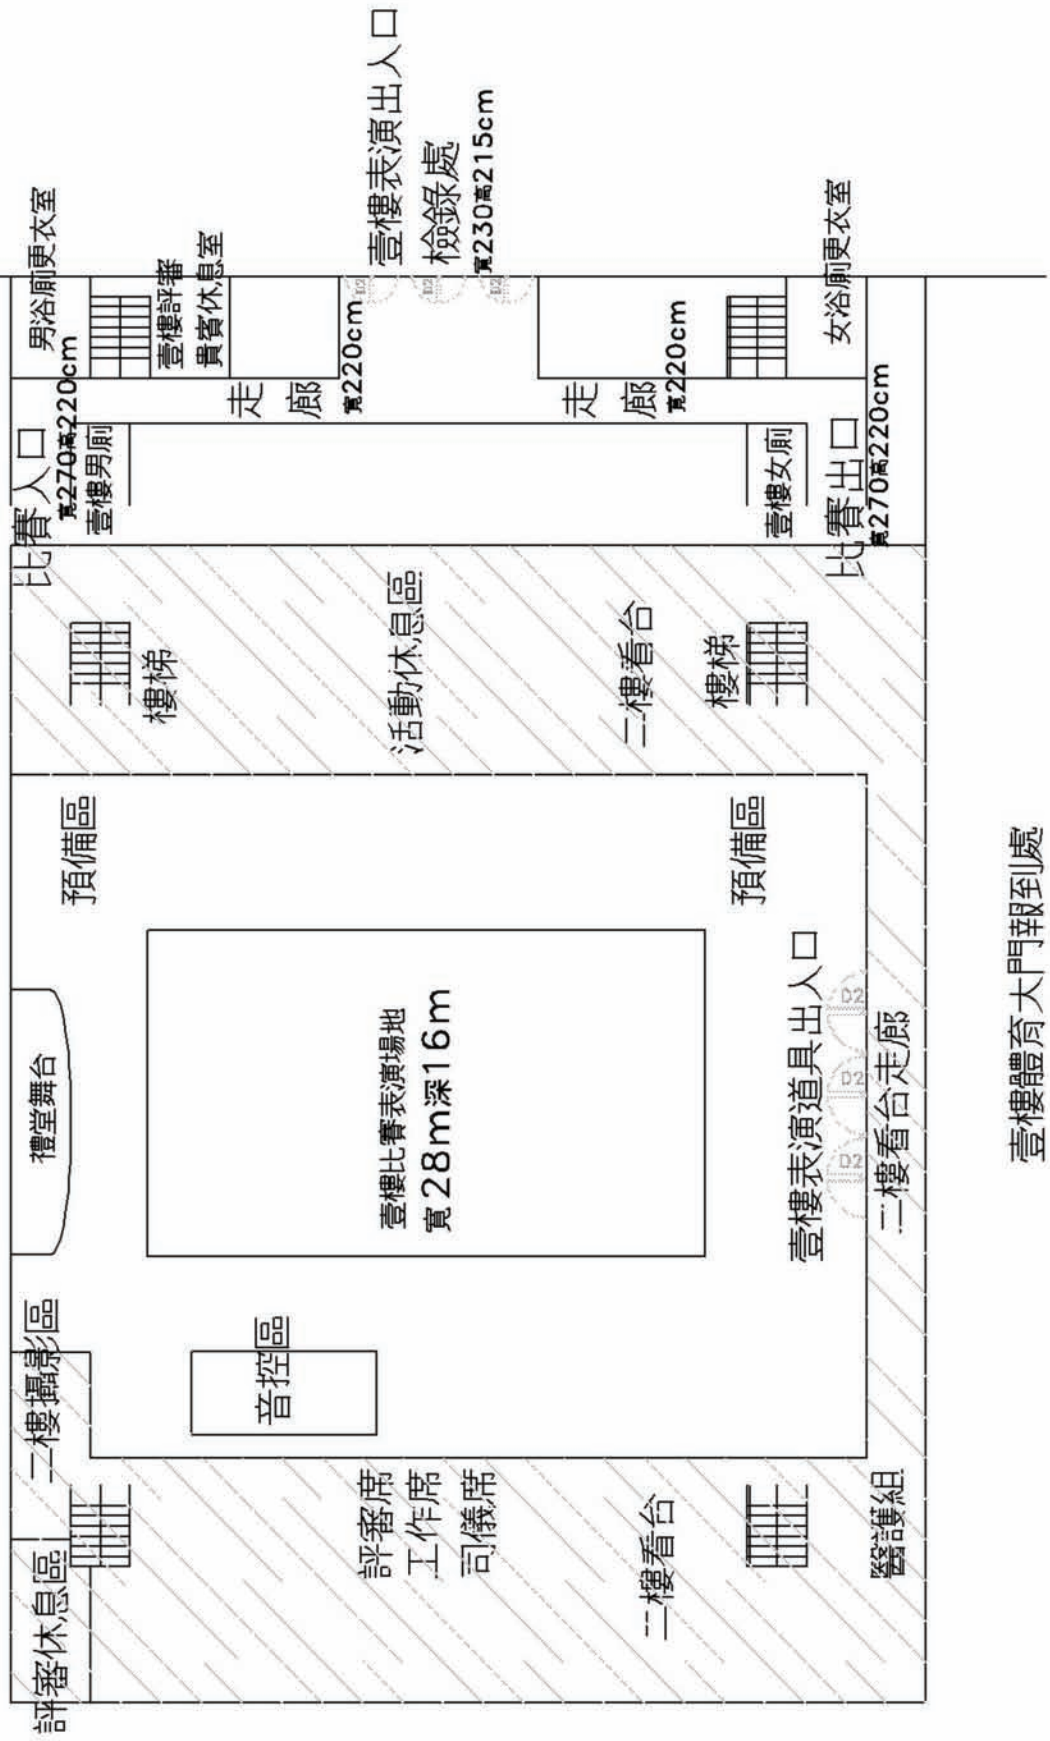 評審休息區
二樓攝影區
禮堂舞台
預備區
比賽入口
寬270高220cm
壹樓男廁
男浴廁更衣室
樓梯
壹樓評審
貴賓休息室
音控區
走
廊
寬220cm
評審席
工作席
司儀席
壹樓比賽表演場地
寬28m深16m
活動休息區
壹樓表演出入口
檢錄處
寬230高215cm
D2
D2
D2
二樓看台
二樓看台
走
廊
寬220cm
預備區
樓梯
壹樓女廁
壹樓表演道具出入口
D2
D2
D2
比賽出口
寬270高220cm
女浴廁更衣室
醫護組
二樓看台走廊
壹樓體育大門報到處